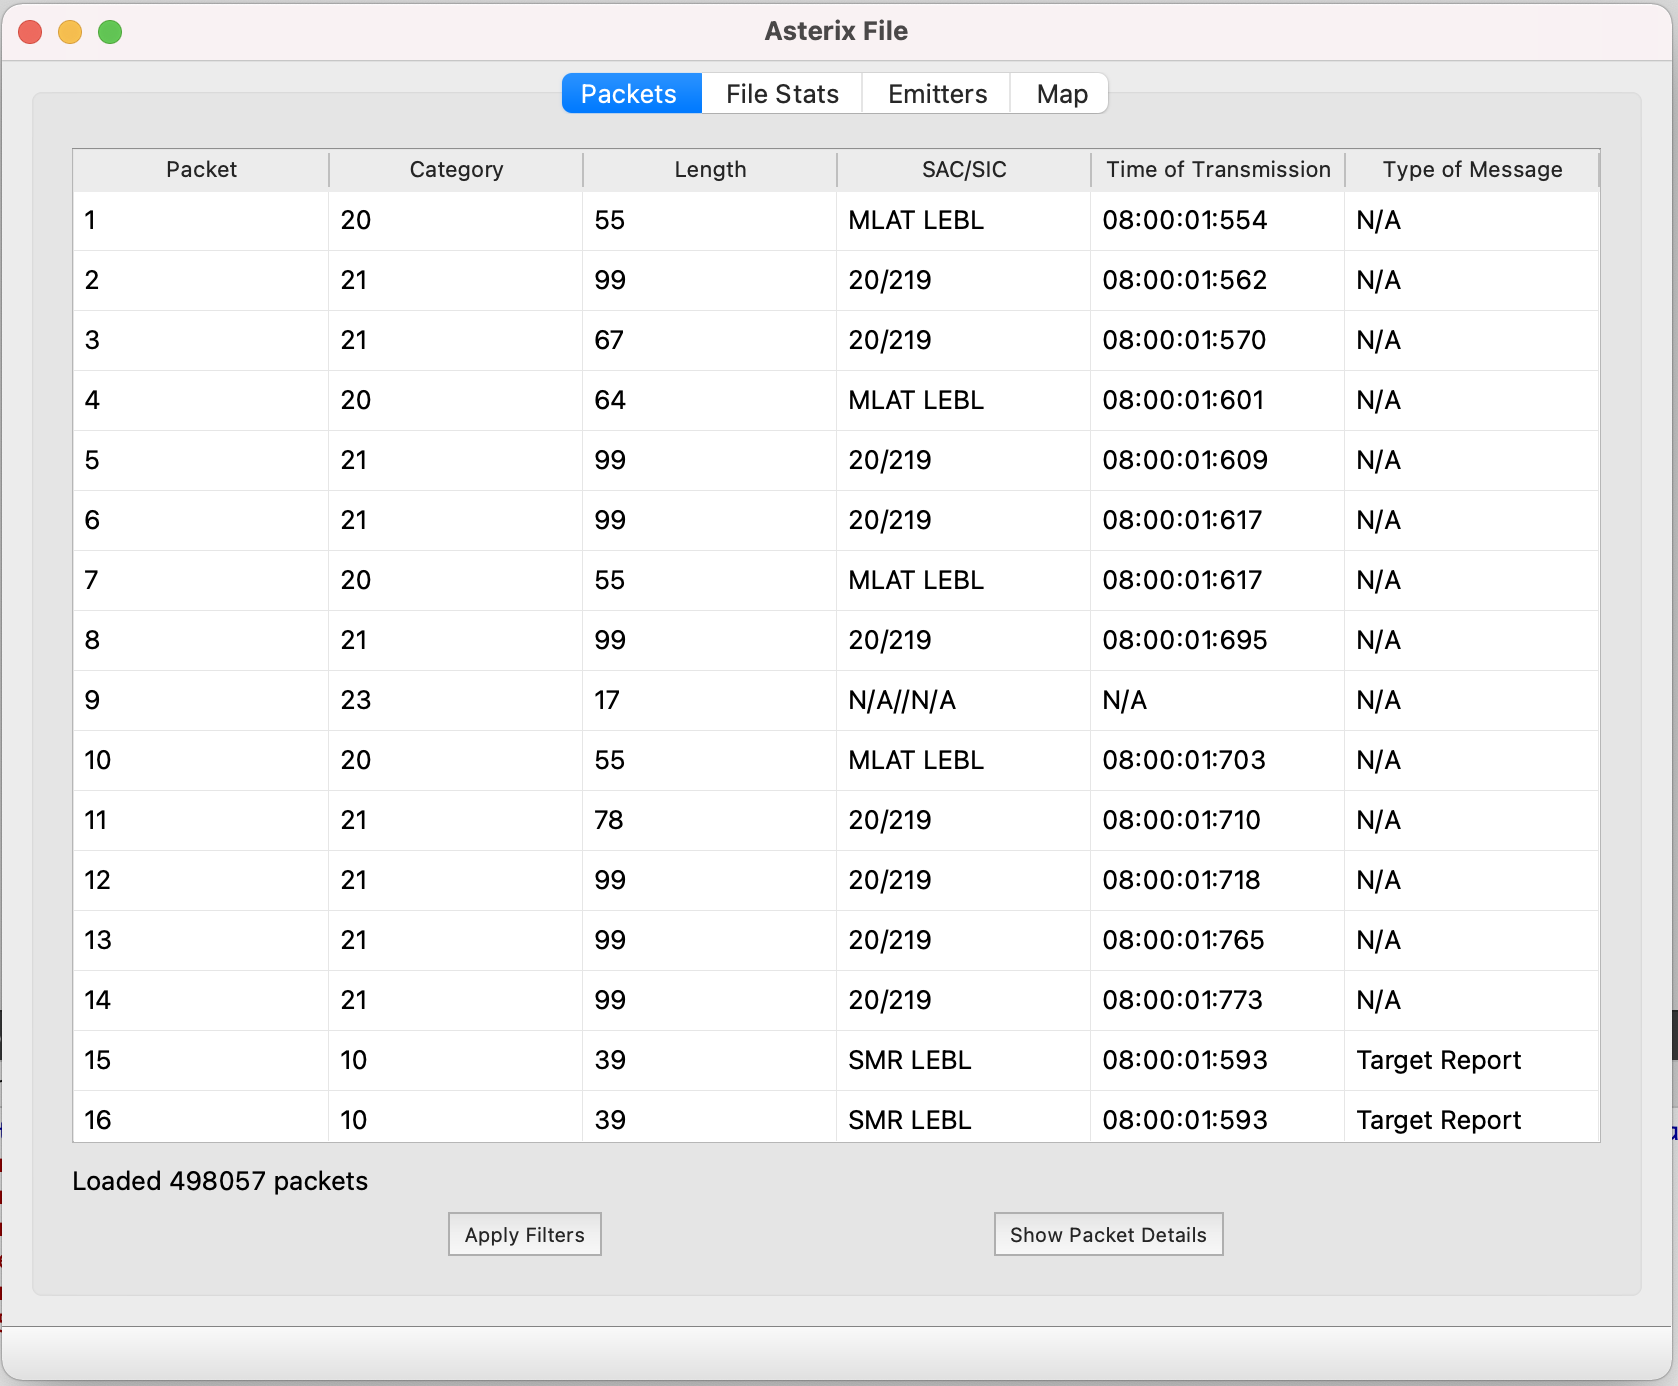 Asterix File
Packets File Stats Emitters Map
Packet Category Length SAC/SIC Time of Transmission Type of Message
1 20 55 MLAT LEBL 08:00:01:554 N/A
2 21 99 20/219 08:00:01:562 N/A
3 21 67 20/219 08:00:01:570 N/A
4 20 64 MLAT LEBL 08:00:01:601 N/A
5 21 99 20/219 08:00:01:609 N/A
6 21 99 20/219 08:00:01:617 N/A
7 20 55 MLAT LEBL 08:00:01:617 N/A
8 21 99 20/219 08:00:01:695 N/A
9 23 17 N/A//N/A N/A N/A
10 20 55 MLAT LEBL 08:00:01:703 N/A
11 21 78 20/219 08:00:01:710 N/A
12 21 99 20/219 08:00:01:718 N/A
13 21 99 20/219 08:00:01:765 N/A
14 21 99 20/219 08:00:01:773 N/A
15 10 39 SMR LEBL 08:00:01:593 Target Report
16 10 39 SMR LEBL 08:00:01:593 Target Report
Loaded 498057 packets
Apply Filters Show Packet Details